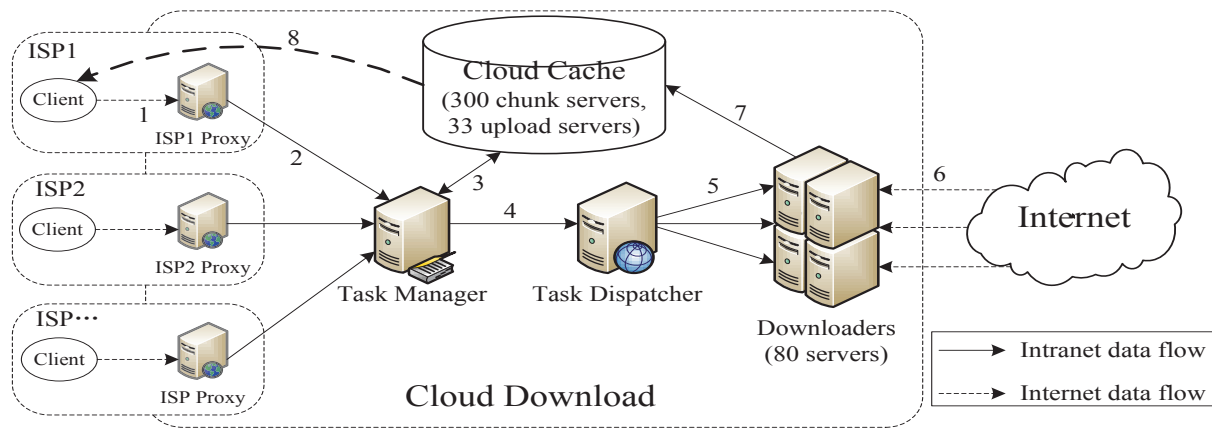 ISP1
Client
1
ISP1 Proxy
2
8
Cloud Cache
(300 chunk servers,
33 upload servers)
7
ISP2
Client
ISP2 Proxy
3
Task Manager
4
Task Dispatcher
5
Downloaders
(80 servers)
6
Internet
ISP⋯
Client
ISP Proxy
Cloud Download
Intranet data flow
Internet data flow